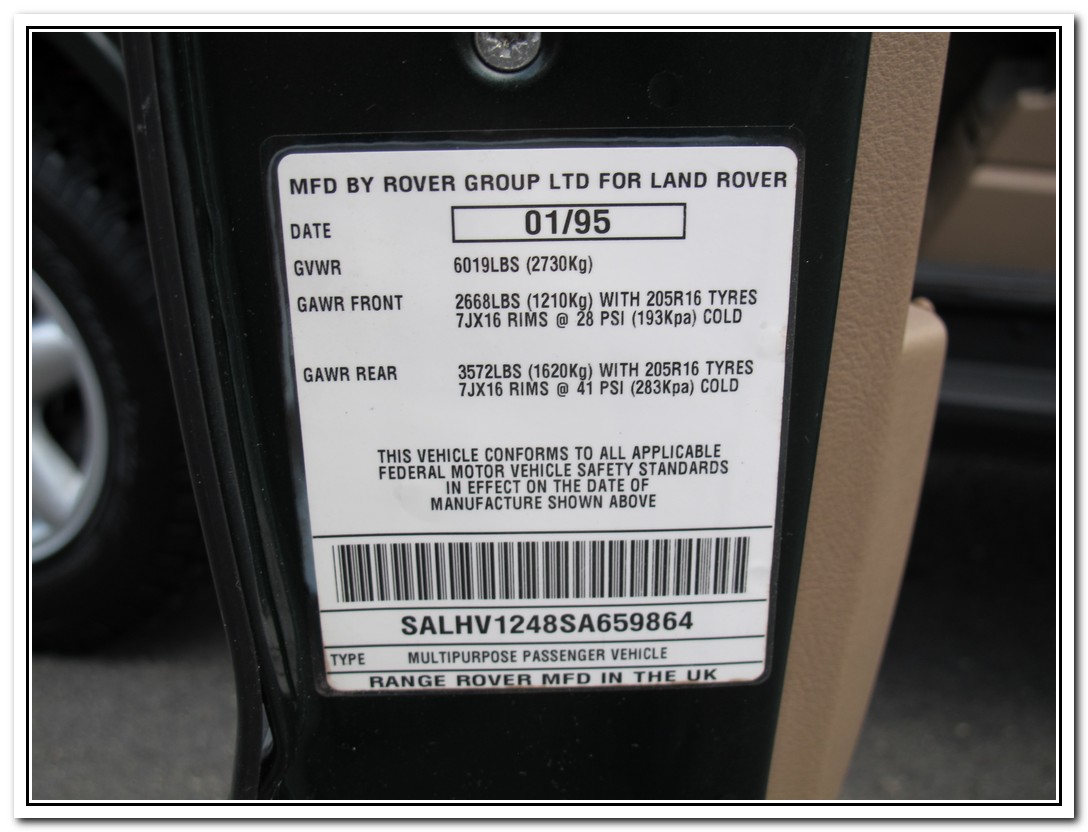 MFD BY ROVER GROUP LTD FOR LAND ROVER
DATE 01/95
GVWR 6019LBS (2730Kg)
GAWR FRONT 2668LBS (1210Kg) WITH 205R16 TYRES
7JX16 RIMS @ 28 PSI (193Kpa) COLD
GAWR REAR 3572LBS (1620Kg) WITH 205R16 TYRES
7JX16 RIMS @ 41 PSI (283Kpa) COLD
THIS VEHICLE CONFORMS TO ALL APPLICABLE
FEDERAL MOTOR VEHICLE SAFETY STANDARDS
IN EFFECT ON THE DATE OF
MANUFACTURE SHOWN ABOVE
SALHV1248SA659864
TYPE MULTIPURPOSE PASSENGER VEHICLE
RANGE ROVER MFD IN THE UK